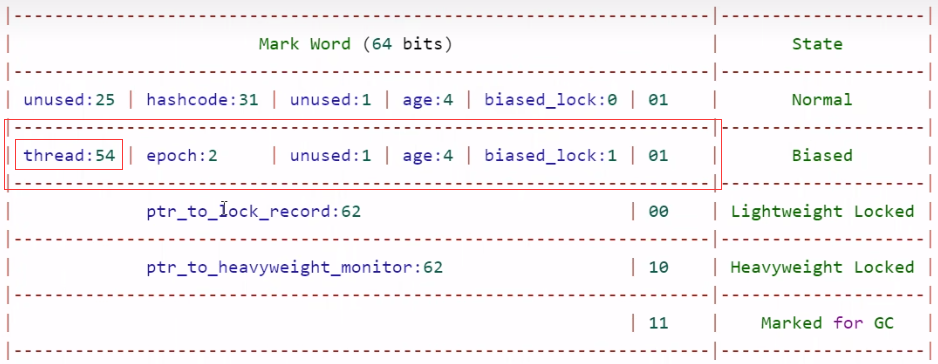 |---------------------------------------------------------------------|--------------------|
| Mark Word (64 bits) | State |
|---------------------------------------------------------------------|--------------------|
| unused:25 | hashcode:31 | unused:1 | age:4 | biased_lock:0 | 01 | Normal |
|---------------------------------------------------------------------|--------------------|
| thread:54 | epoch:2 | unused:1 | age:4 | biased_lock:1 | 01 | Biased |
|---------------------------------------------------------------------|--------------------|
| ptr_to_lock_record:62 | 00 | Lightweight Locked |
|---------------------------------------------------------------------|--------------------|
| ptr_to_heavyweight_monitor:62 | 10 | Heavyweight Locked |
|---------------------------------------------------------------------|--------------------|
| | 11 | Marked for GC |
|---------------------------------------------------------------------|--------------------|